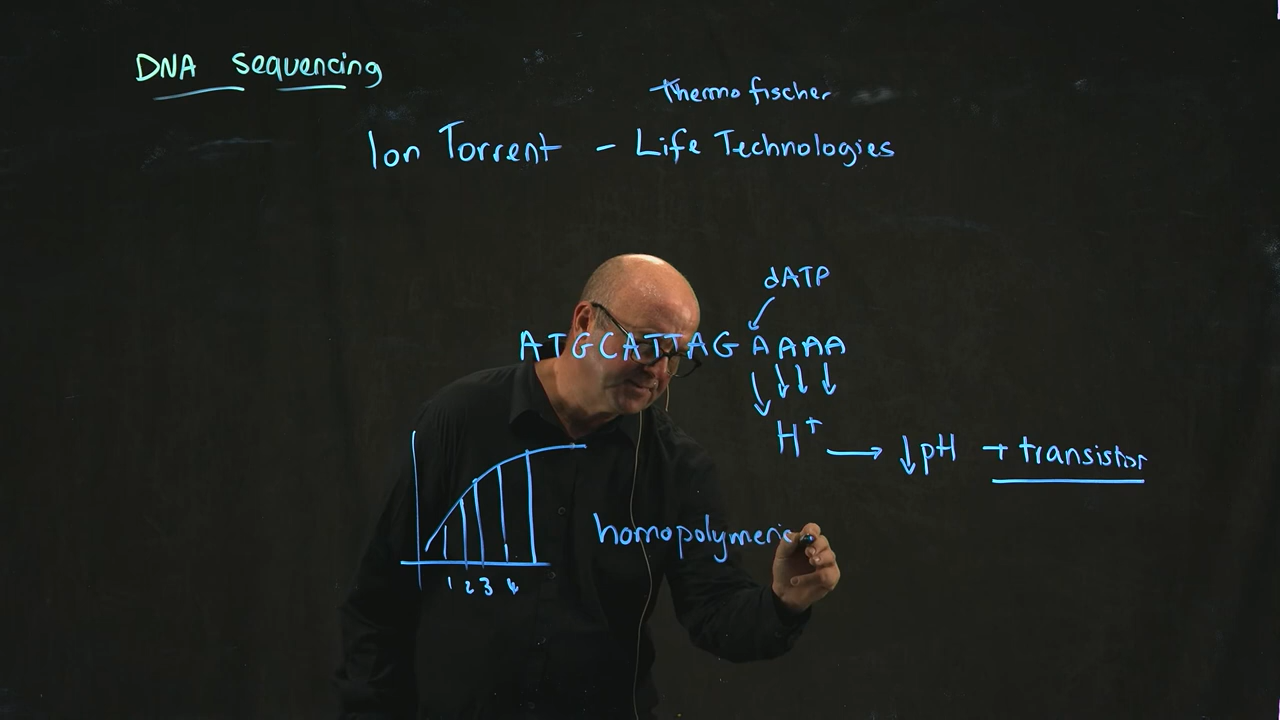 DNA sequencing
thermo fischer
Ion Torrent - Life Technologies
dATP
ATGCATTAG AAAA
H+ → ↓pH → transistor
homopolymeric
1 2 3 4